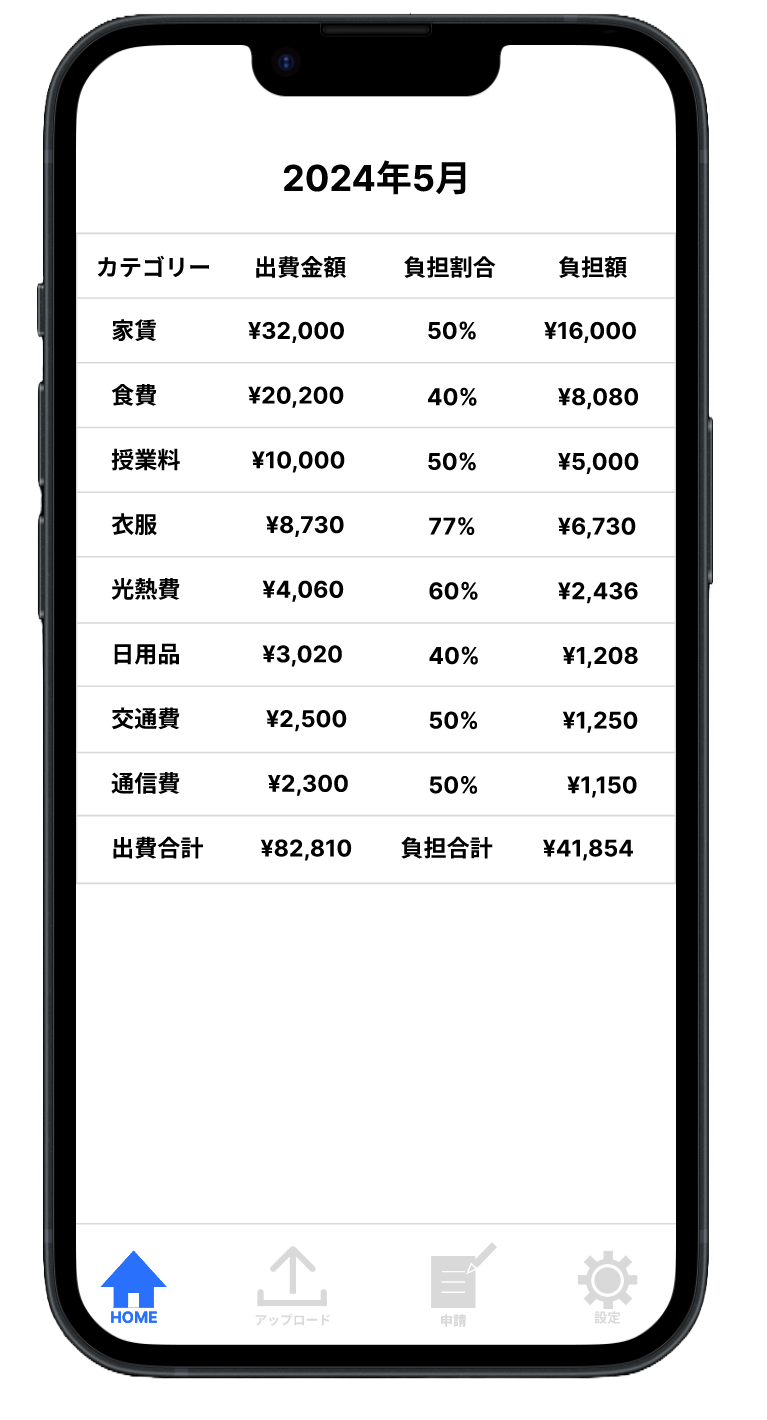 2024年5月
カテゴリー 出費金額 負担割合 負担額
家賃 ¥32,000 50% ¥16,000
食費 ¥20,200 40% ¥8,080
授業料 ¥10,000 50% ¥5,000
衣服 ¥8,730 77% ¥6,730
光熱費 ¥4,060 60% ¥2,436
日用品 ¥3,020 40% ¥1,208
交通費 ¥2,500 50% ¥1,250
通信費 ¥2,300 50% ¥1,150
出費合計 ¥82,810 負担合計 ¥41,854
HOME アップロード 申請 設定